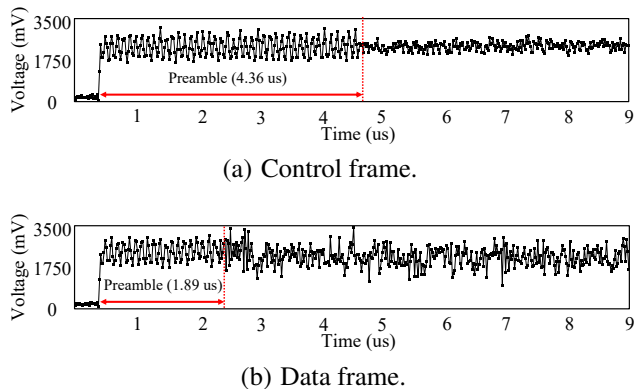 3500
1750
0
Voltage (mV)
Preamble (4.36 us)
1 2 3 4 5 6 7 8 9
Time (us)
(a) Control frame.
3500
1750
0
Voltage (mV)
Preamble (1.89 us)
1 2 3 4 5 6 7 8 9
Time (us)
(b) Data frame.